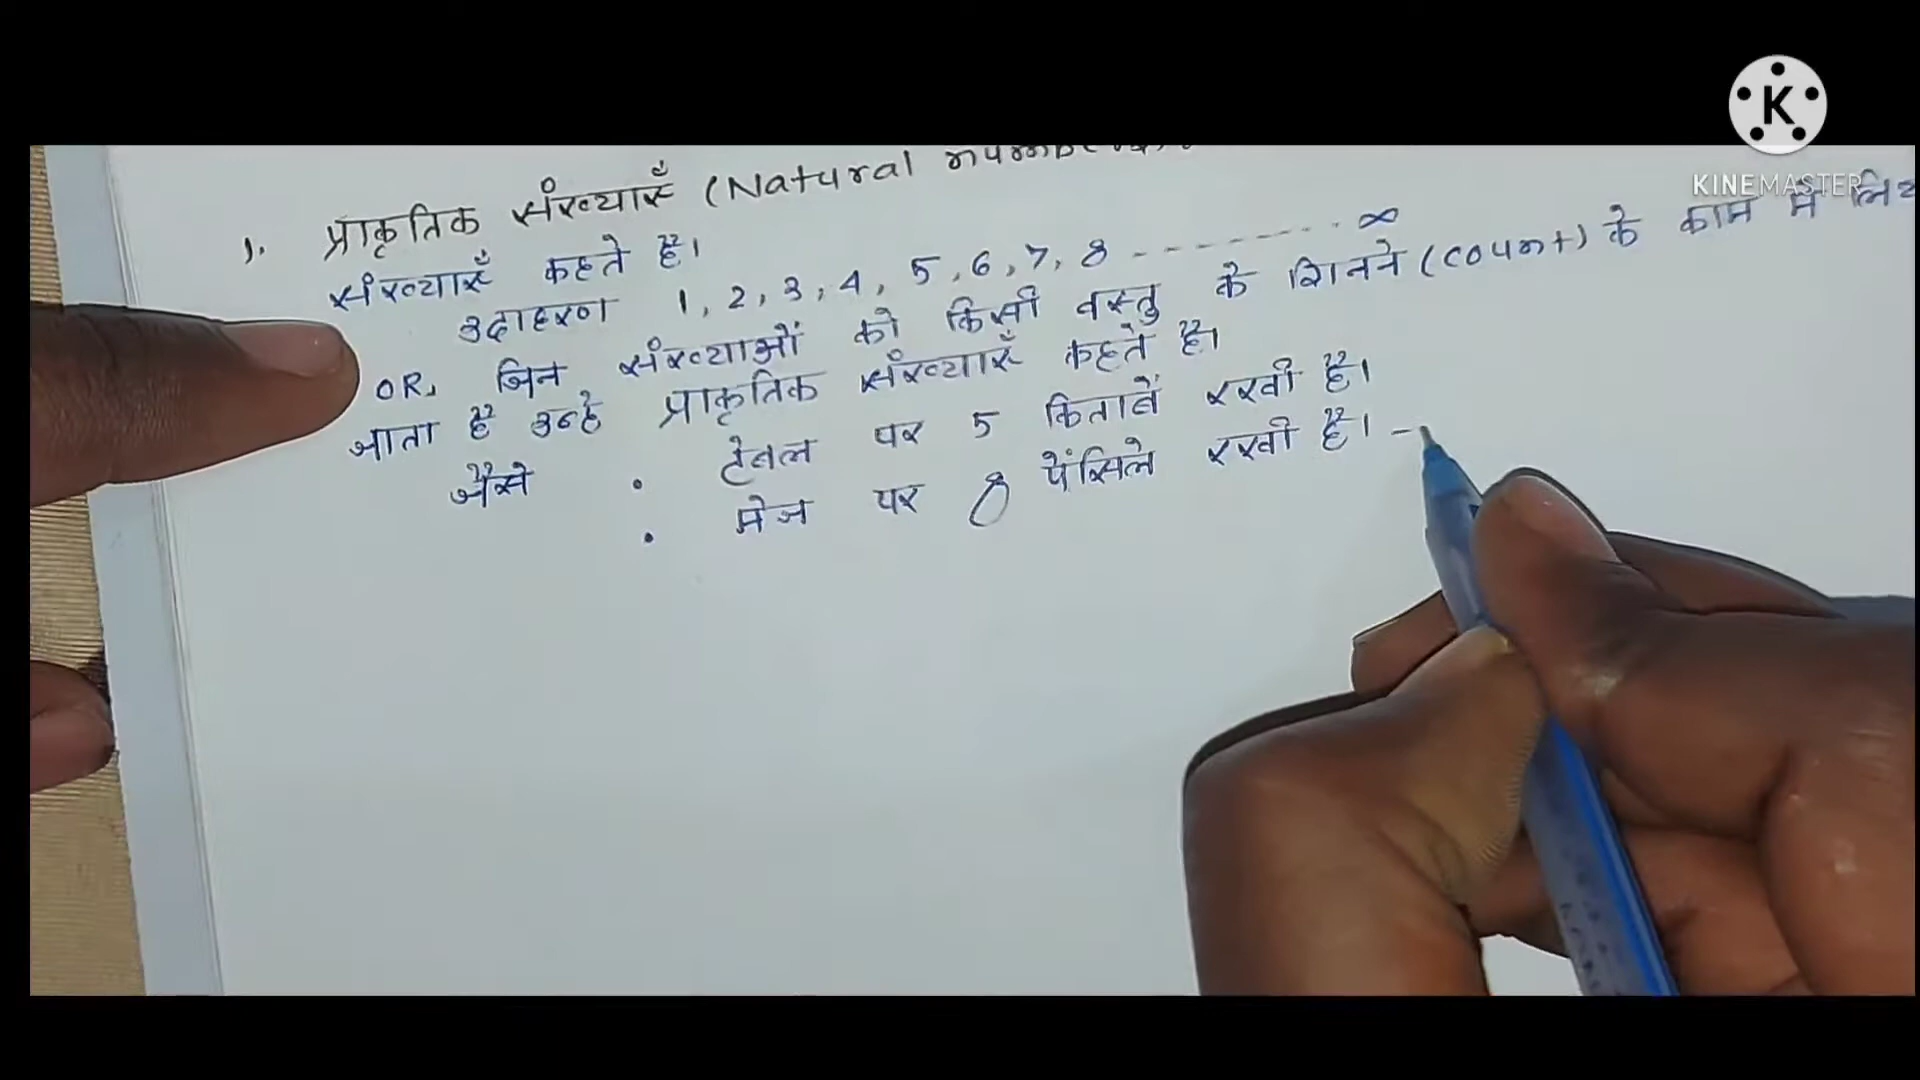 K
KINEMASTER
1. प्राकृतिक संख्याएँ (Natural
संख्याएँ कहते है।
उदाहरण 1, 2, 3, 4, 5, 6, 7, 8 --------- ∞
OR, जिन संख्याओं को किसी वस्तु के गिनने (count) के काम में
आता है उन्हे प्राकृतिक संख्याएँ कहते है।
जैसे • टेबल पर 5 किताबें रखी है।
• मेज पर 8 पेंसिले रखी है। -